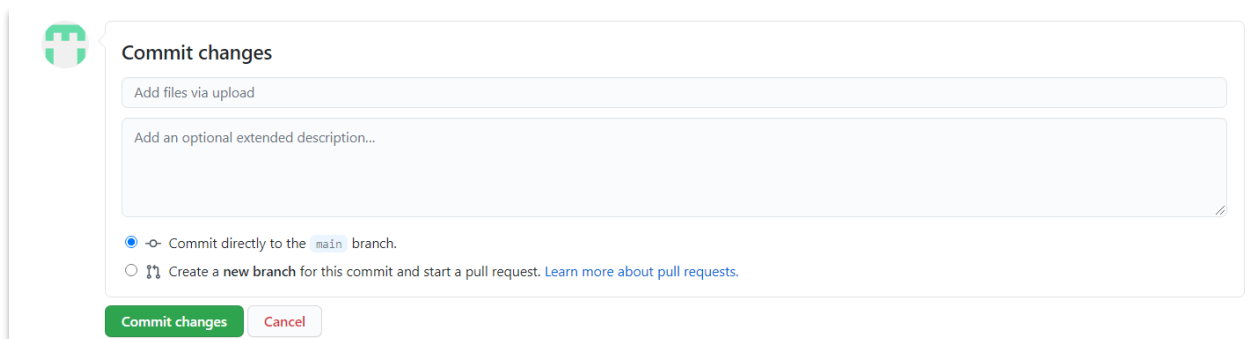 Commit changes
Add files via upload
Add an optional extended description...
Commit directly to the main branch.
Create a new branch for this commit and start a pull request. Learn more about pull requests.
Commit changes
Cancel